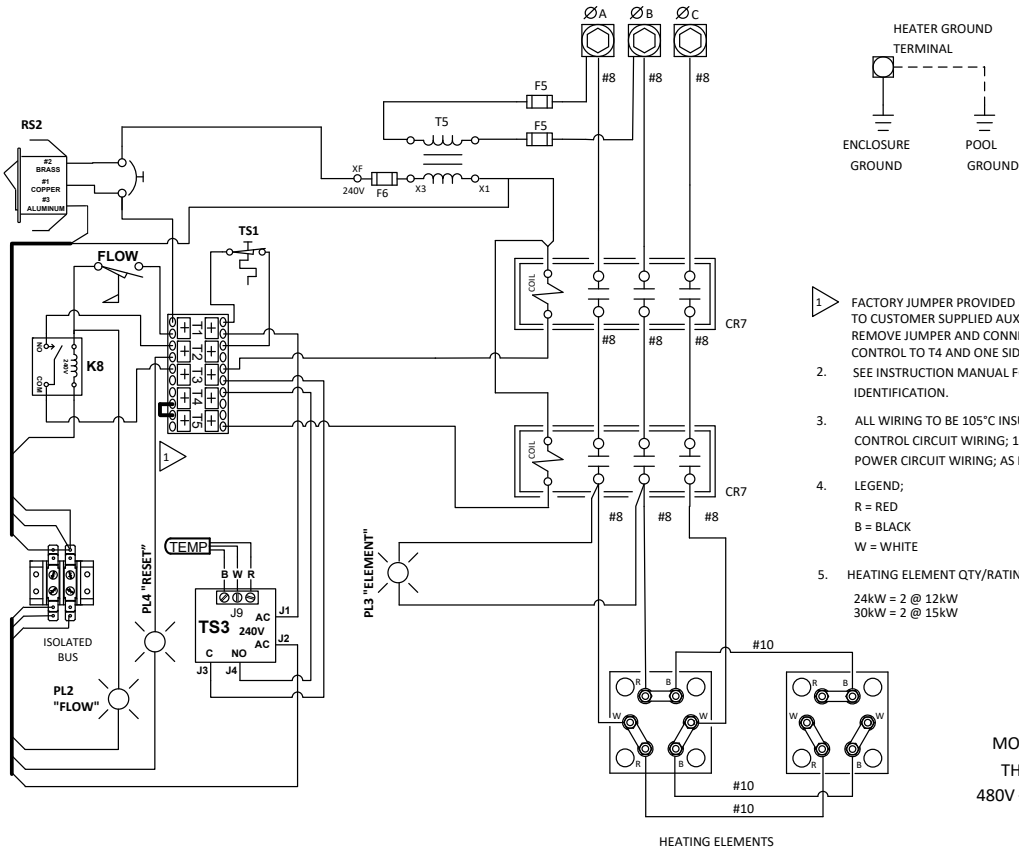 ØA ØB ØC
HEATER GROUND
TERMINAL
#8 #8 #8
ENCLOSURE
GROUND
POOL
GROUND
F5
F5
T5
XF
240V
F6
X3
X1
RS2
#2
BRASS
#1
COPPER
#3
ALUMINUM
TS1
FLOW
T1
T2
T3
T4
T5
NO
COM
240V
K8
COIL
CR7
#8 #8 #8
COIL
CR7
#8 #8 #8
1
1 FACTORY JUMPER PROVIDED
TO CUSTOMER SUPPLIED AUX
REMOVE JUMPER AND CONN
CONTROL TO T4 AND ONE SID
2. SEE INSTRUCTION MANUAL F
IDENTIFICATION.
3. ALL WIRING TO BE 105°C INSU
CONTROL CIRCUIT WIRING; 1
POWER CIRCUIT WIRING; AS
4. LEGEND;
R = RED
B = BLACK
W = WHITE
5. HEATING ELEMENT QTY/RATIN
24kW = 2 @ 12kW
30kW = 2 @ 15kW
ISOLATED
BUS
PL2
"FLOW"
PL4 "RESET"
TEMP
B W R
J9
TS3
240V
AC
AC
J1
J2
C NO
J3 J4
PL3 "ELEMENT"
#10
R B
W W
R B
R B
W W
R B
#10
#10
HEATING ELEMENTS
MO
TH
480V